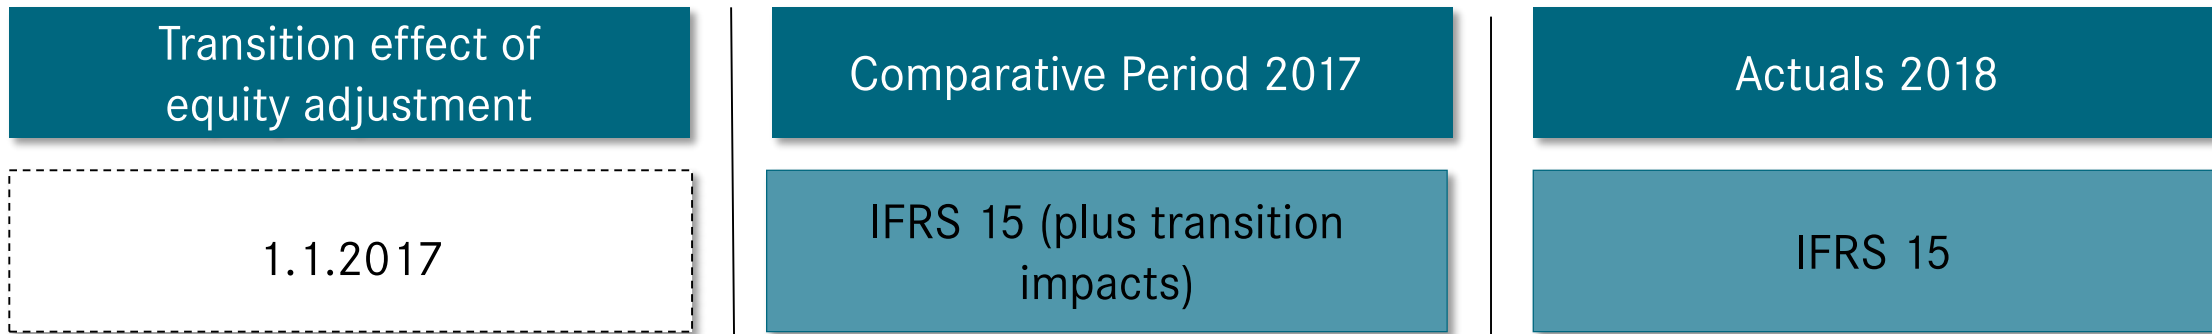 Transition effect of
equity adjustment
Comparative Period 2017
Actuals 2018
1.1.2017
IFRS 15 (plus transition
impacts)
IFRS 15